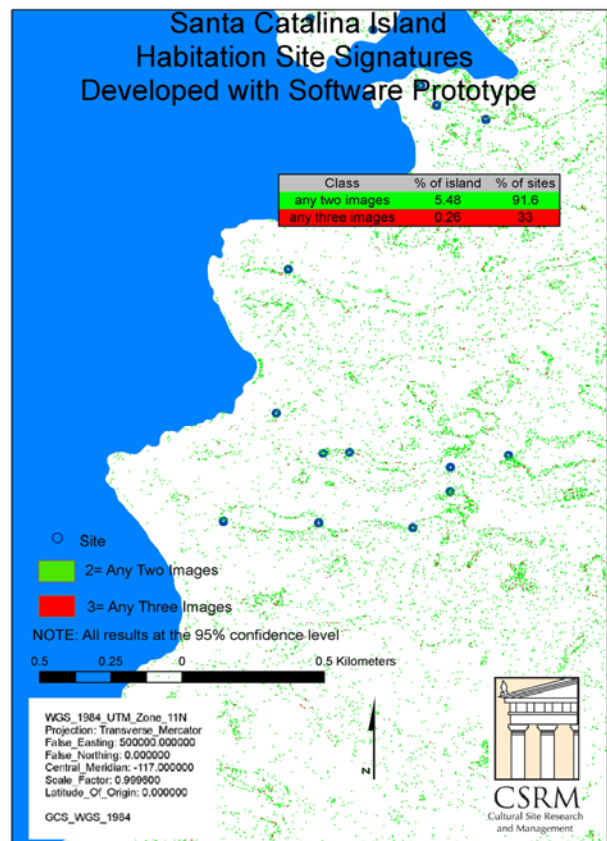 Santa Catalina Island
Habitation Site Signatures
Developed with Software Prototype
Class % of island % of sites
any two images 5.48 91.6
any three images 0.26 33
Site
2= Any Two Images
3= Any Three Images
NOTE: All results at the 95% confidence level
0.5 0.25 0 0.5 Kilometers
WGS_1984_UTM_Zone_11N
Projection: Transverse_Mercator
False_Easting: 500000.000000
False_Northing: 0.000000
Central_Meridian: -117.000000
Scale_Factor: 0.999600
Latitude_Of_Origin: 0.000000
GCS_WGS_1984
N
CSRM
Cultural Site Research
and Management